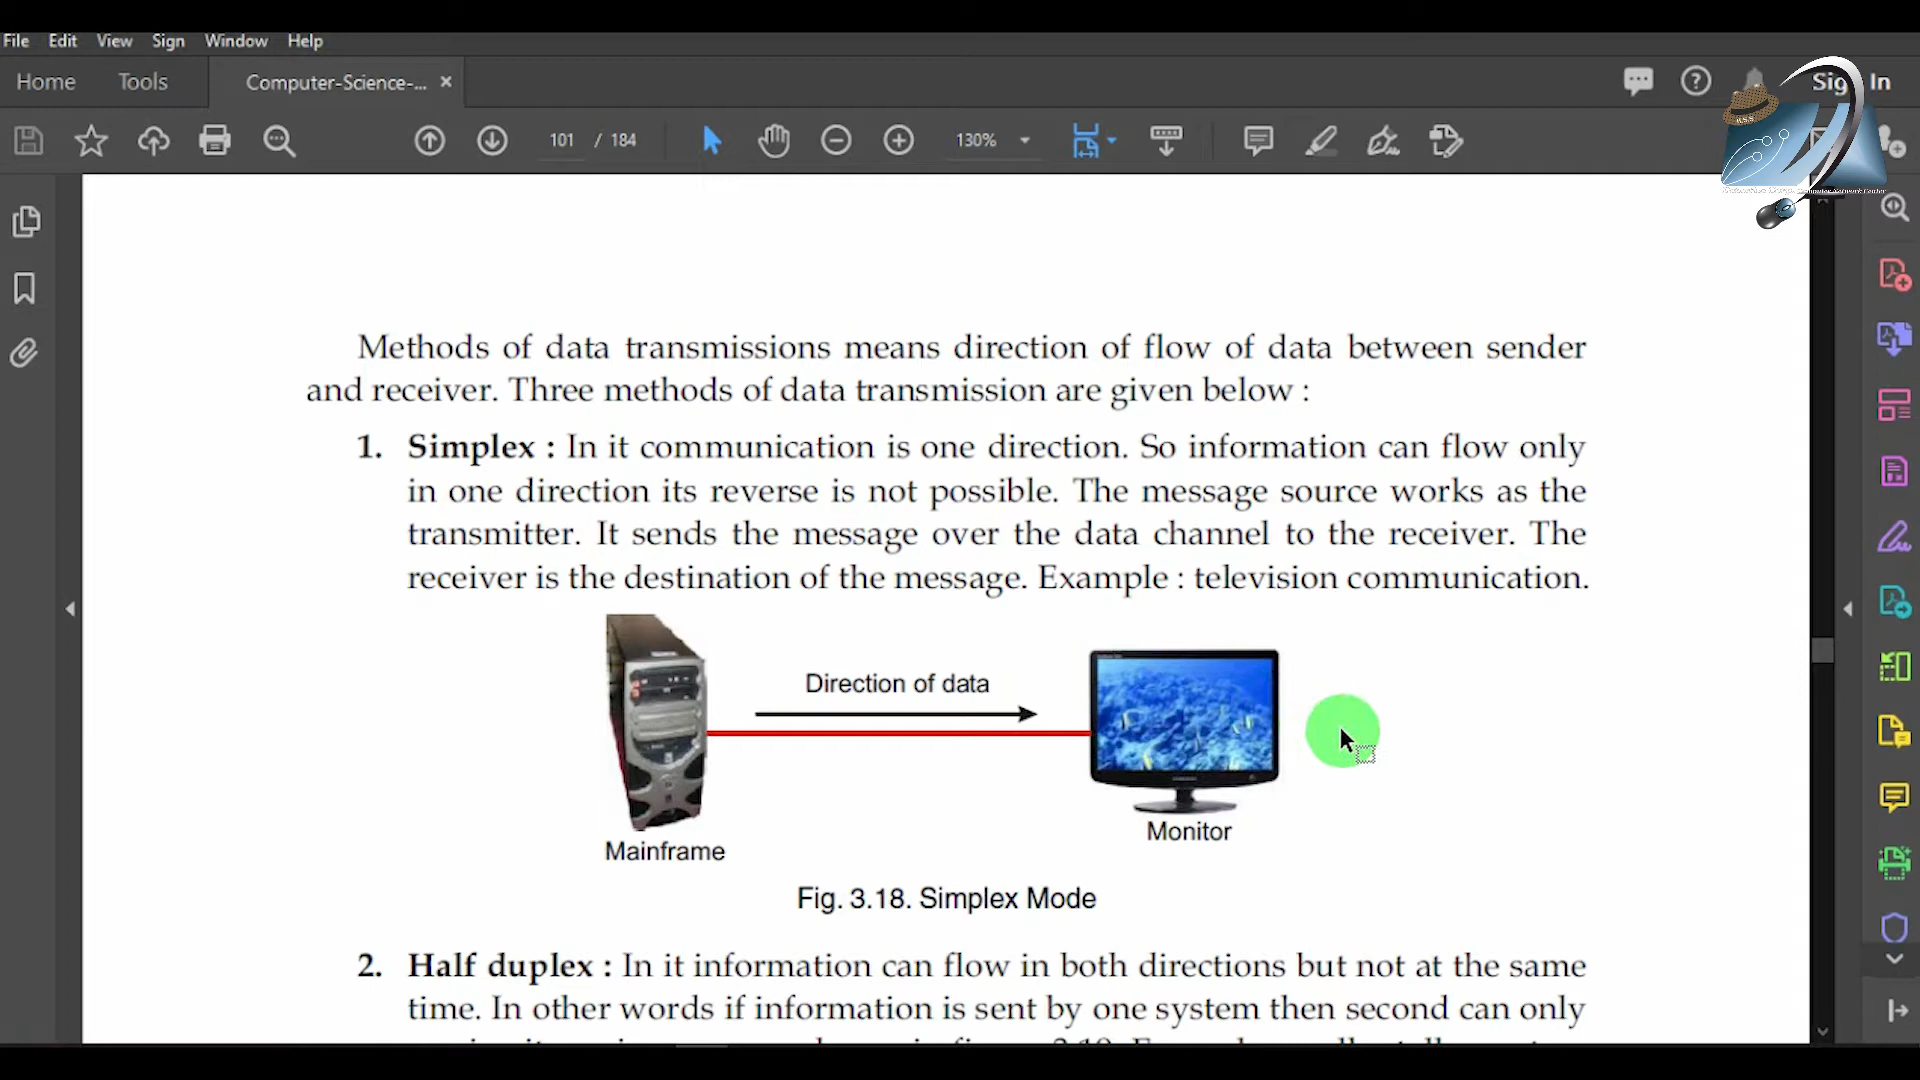 File Edit View Sign Window Help
Home Tools Computer-Science-... × Sign In
101 / 184 130%
Methods of data transmissions means direction of flow of data between sender
and receiver. Three methods of data transmission are given below :
1. Simplex : In it communication is one direction. So information can flow only
in one direction its reverse is not possible. The message source works as the
transmitter. It sends the message over the data channel to the receiver. The
receiver is the destination of the message. Example : television communication.
Direction of data
Monitor
Mainframe
Fig. 3.18. Simplex Mode
2. Half duplex : In it information can flow in both directions but not at the same
time. In other words if information is sent by one system then second can only